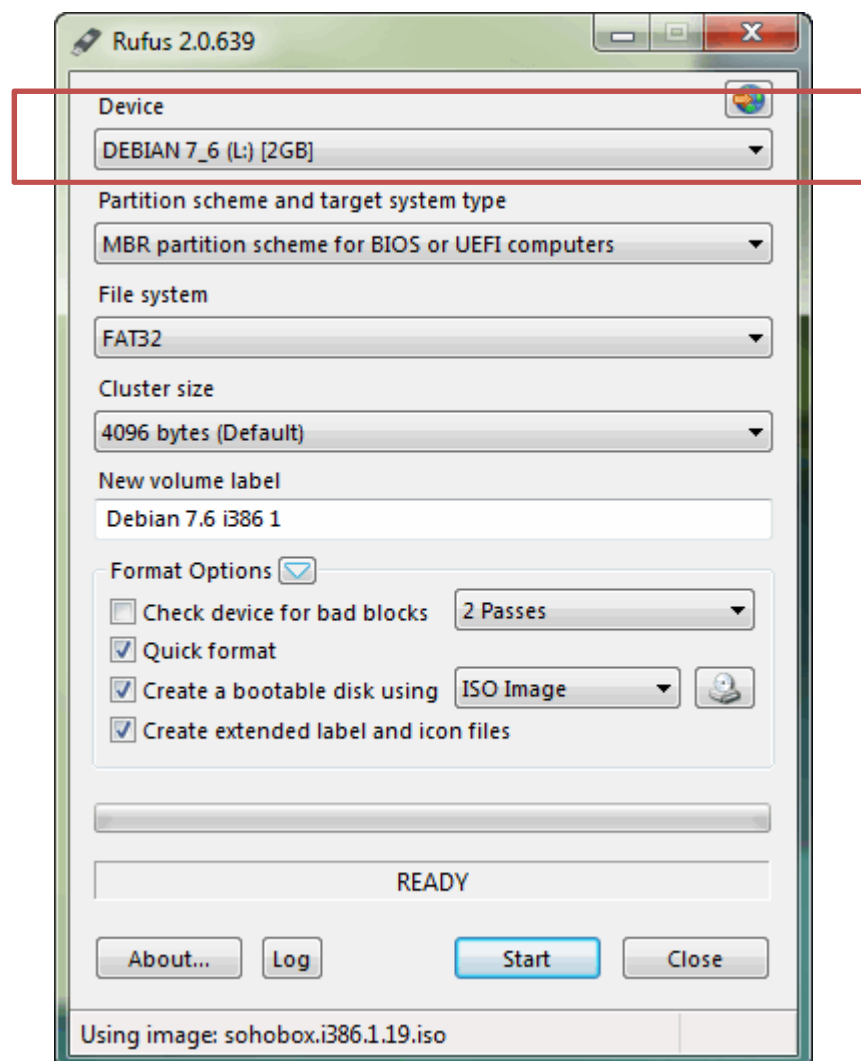 Rufus 2.0.639
Device
DEBIAN 7_6 (L:) [2GB]
Partition scheme and target system type
MBR partition scheme for BIOS or UEFI computers
File system
FAT32
Cluster size
4096 bytes (Default)
New volume label
Debian 7.6 i386 1
Format Options
Check device for bad blocks 2 Passes
Quick format
Create a bootable disk using ISO Image
Create extended label and icon files
READY
About... Log Start Close
Using image: sohobox.i386.1.19.iso